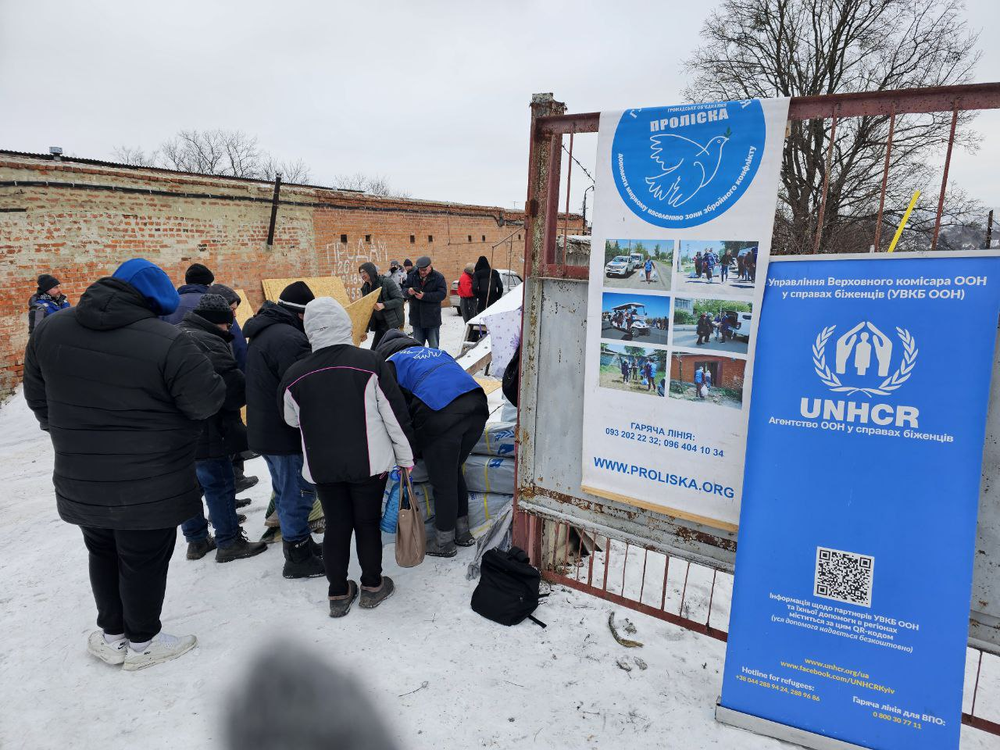 ГРОМАДСЬКЕ ОБ'ЄДНАННЯ
ПРОЛІСКА
допомоги мирному населенню зони збройного конфлікту
ГАРЯЧА ЛІНІЯ:
093 202 22 32; 096 404 10 34
WWW.PROLISKA.ORG
Управління Верховного комісара ООН
у справах біженців (УВКБ ООН)
UNHCR
Агентство ООН у справах біженців
Інформація щодо партнерів УВКБ ООН
та їхньої допомоги в регіонах
міститься за цим QR-кодом
(уся допомога надається безкоштовно)
www.unhcr.org/ua
www.facebook.com/UNHCRKyiv
Hotline for refugees:
+38 044 288 94 24, 288 96 86
Гаряча лінія для ВПО:
0 800 30 77 11
ПРОДАМ